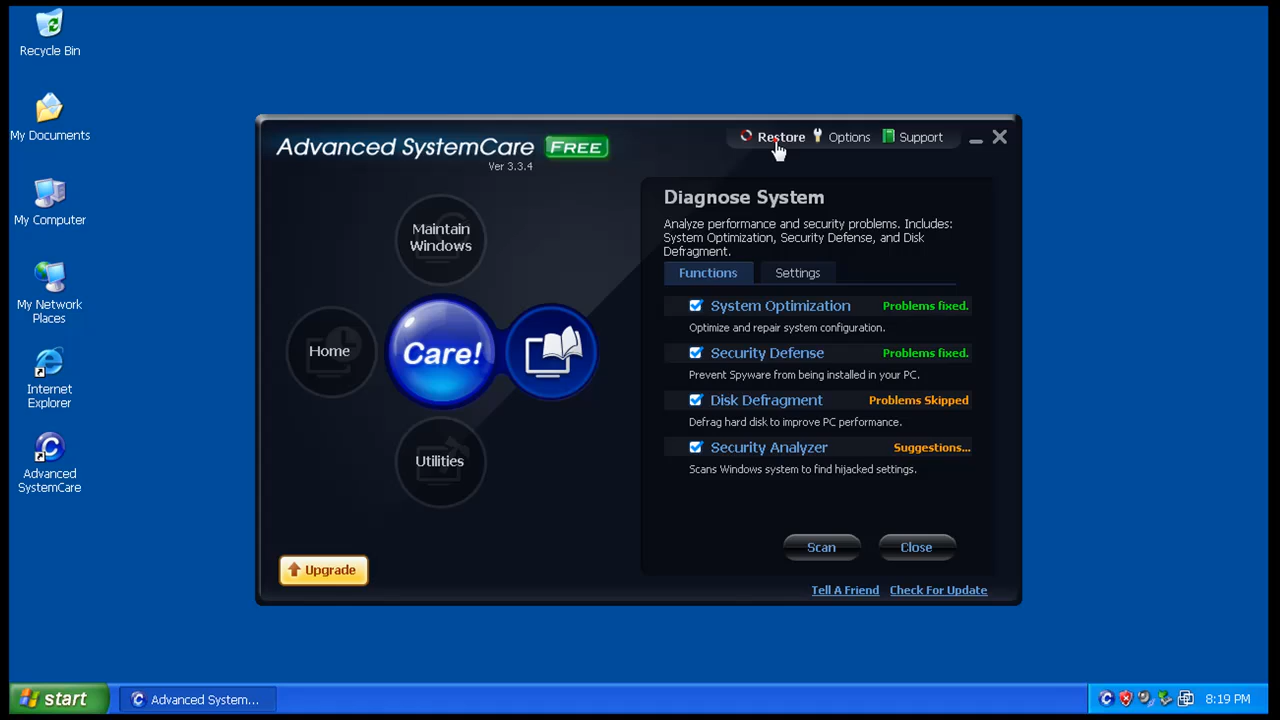 Recycle Bin
My Documents
My Computer
My Network
Places
Internet
Explorer
Advanced
SystemCare
Advanced SystemCare FREE
Ver 3.3.4
Restore Options Support
Maintain
Windows
Home
Care!
Utilities
Upgrade
Diagnose System
Analyze performance and security problems. Includes:
System Optimization, Security Defense, and Disk
Defragment.
Functions Settings
System Optimization Problems fixed.
Optimize and repair system configuration.
Security Defense Problems fixed.
Prevent Spyware from being installed in your PC.
Disk Defragment Problems Skipped
Defrag hard disk to improve PC performance.
Security Analyzer Suggestions...
Scans Windows system to find hijacked settings.
Scan Close
Tell A Friend Check For Update
start Advanced System... 8:19 PM